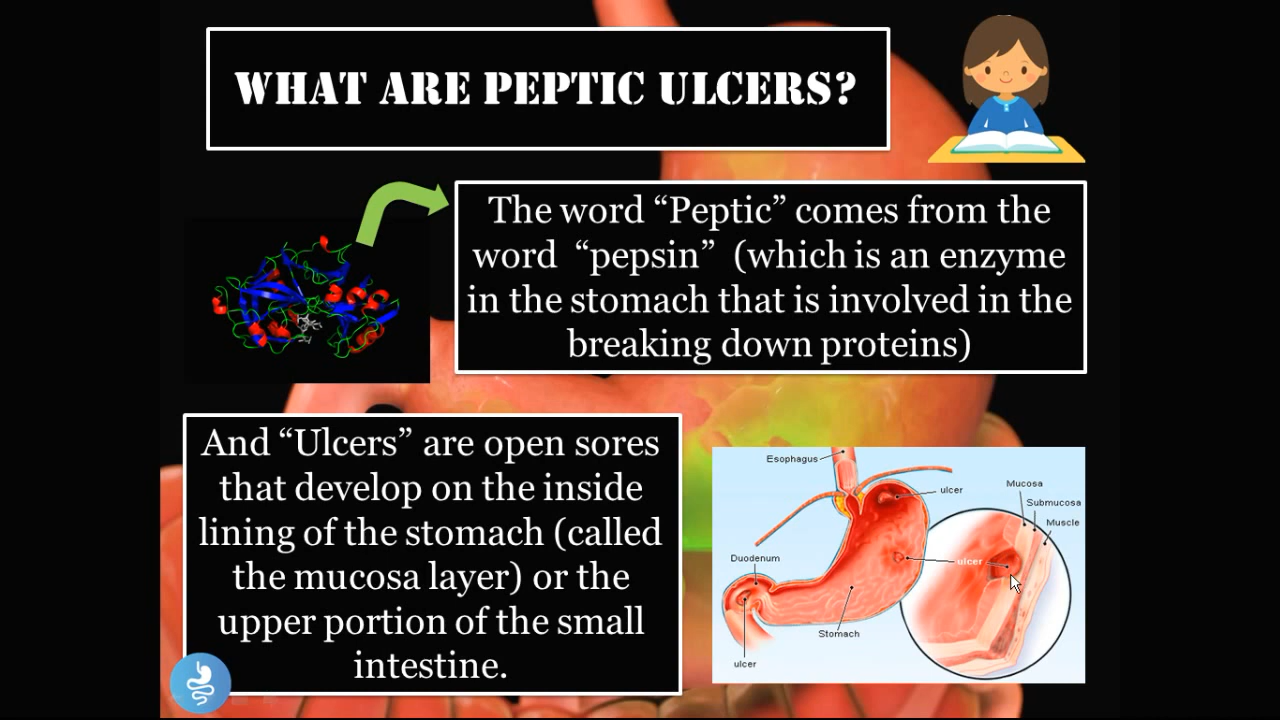 WHAT ARE PEPTIC ULCERS?
The word “Peptic” comes from the
word “pepsin” (which is an enzyme
in the stomach that is involved in the
breaking down proteins)
And “Ulcers” are open sores
that develop on the inside
lining of the stomach (called
the mucosa layer) or the
upper portion of the small
intestine.
Esophagus
ulcer
Mucosa
Submucosa
Muscle
Duodenum
ulcer
Stomach
ulcer